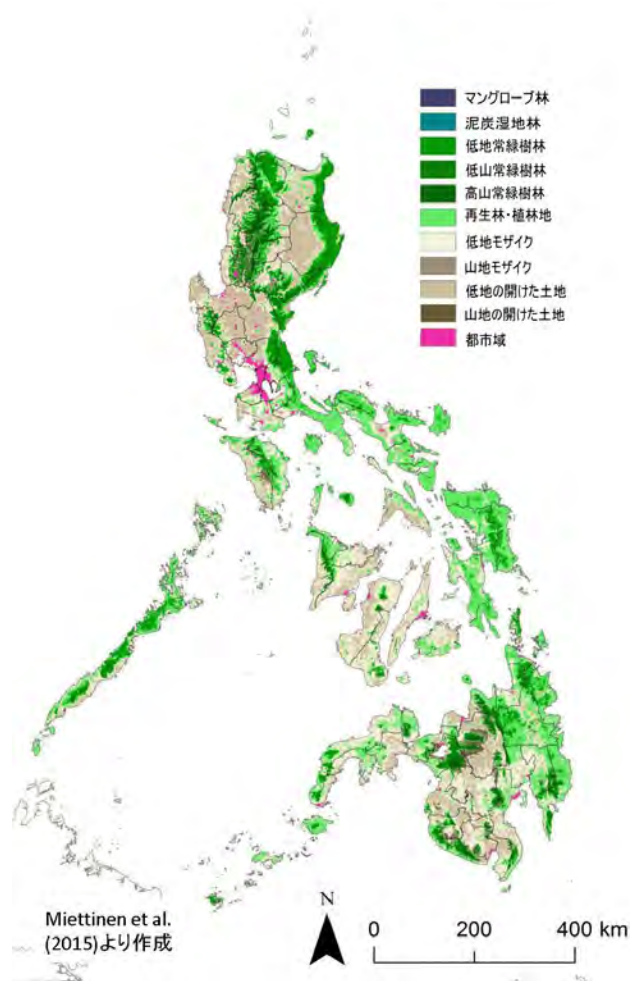 マングローブ林
泥炭湿地林
低地常緑樹林
低山常緑樹林
高山常緑樹林
再生林・植林地
低地モザイク
山地モザイク
低地の開けた土地
山地の開けた土地
都市域
Miettinen et al.
(2015)より作成
N
0 200 400 km